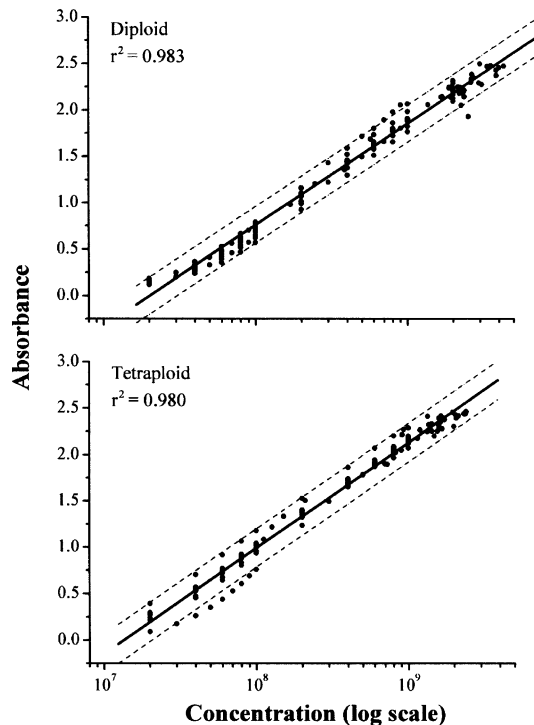 Diploid
r² = 0.983
3.0
2.5
2.0
1.5
1.0
0.5
0.0
Absorbance
Tetraploid
r² = 0.980
3.0
2.5
2.0
1.5
1.0
0.5
0.0
10⁷ 10⁸ 10⁹
Concentration (log scale)